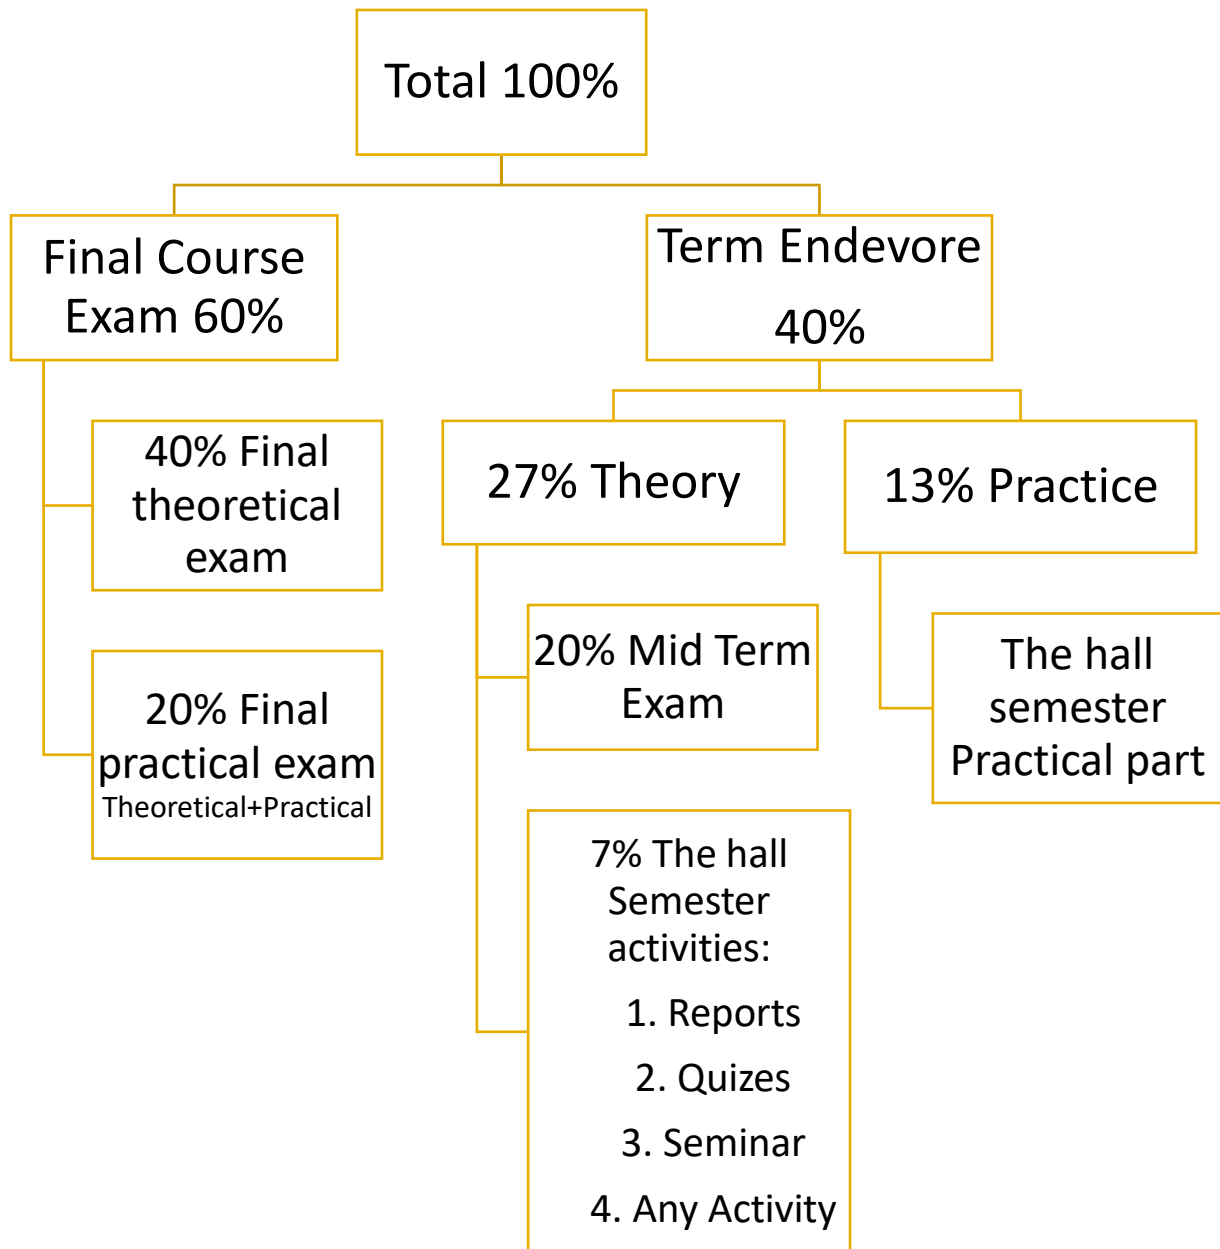 Total 100%
Final Course
Exam 60%
40% Final
theoretical
exam
20% Final
practical exam
Theoretical+Practical
Term Endevore
40%
27% Theory
20% Mid Term
Exam
7% The hall
Semester
activities:
1. Reports
2. Quizes
3. Seminar
4. Any Activity
13% Practice
The hall
semester
Practical part